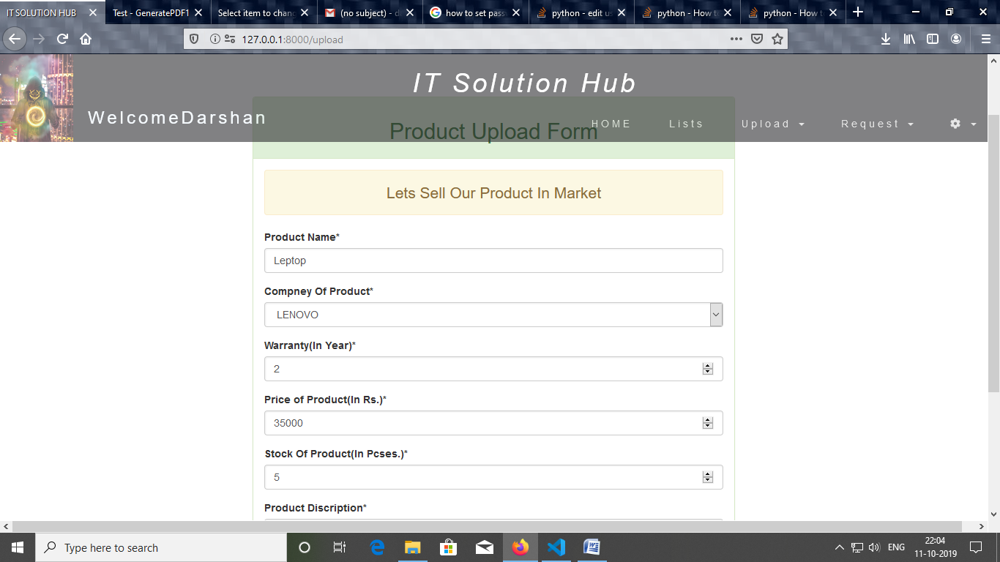 IT SOLUTION HUB
Test - GeneratePDF1
Select item to chang
(no subject) - d
how to set pass
python - edit us
python - How t
python - How t
127.0.0.1:8000/upload
IT Solution Hub
WelcomeDarshan
HOME
Lists
Upload
Request
Product Upload Form
Lets Sell Our Product In Market
Product Name*
Leptop
Compney Of Product*
LENOVO
Warranty(In Year)*
2
Price of Product(In Rs.)*
35000
Stock Of Product(In Pcses.)*
5
Product Discription*
Type here to search
ENG
22:04
11-10-2019